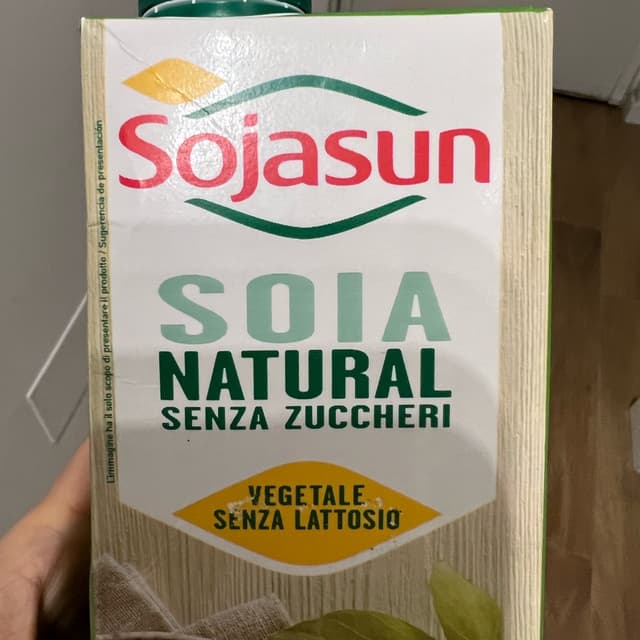 Sojasun
SOIA
NATURAL
SENZA ZUCCHERI
VEGETALE
SENZA LATTOSIO
L'immagine ha il solo scopo di presentare il prodotto / Sugerencia de presentación